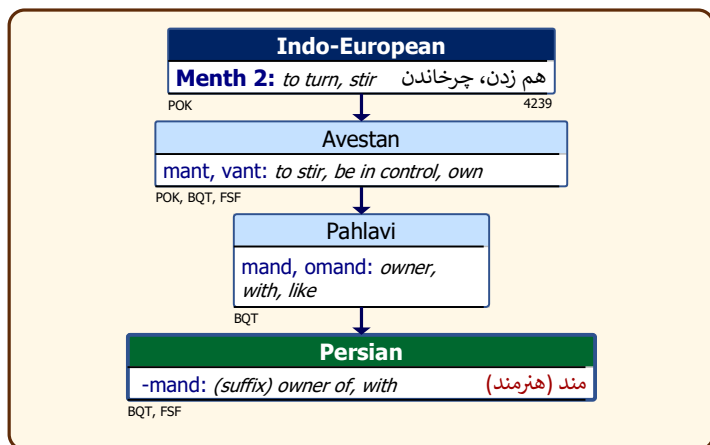 Indo-European
Menth 2: to turn, stir هم زدن، چرخاندن
POK 4239
Avestan
mant, vant: to stir, be in control, own
POK, BQT, FSF
Pahlavi
mand, omand: owner,
with, like
BQT
Persian
-mand: (suffix) owner of, with مند (هنرمند)
BQT, FSF